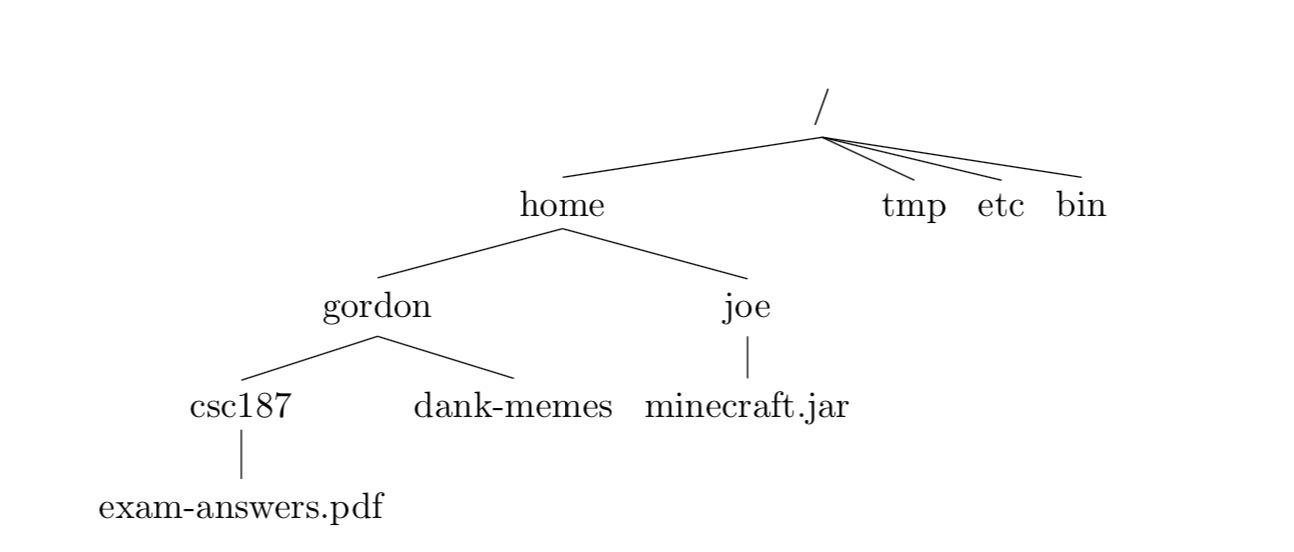 /
home tmp etc bin
gordon joe
csc187 dank-memes minecraft.jar
exam-answers.pdf